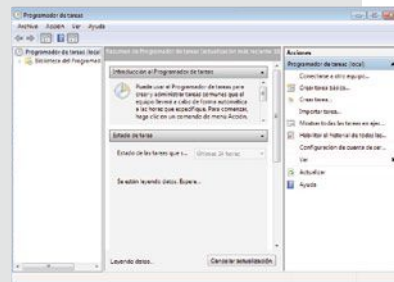 Programador de tareas
Archivo Acción Ver Ayuda
Programador de tareas (local)
Biblioteca del Programad
Resumen de Programador de tareas (actualización más reciente:
Introducción al Programador de tareas
Puede usar el Programador de tareas para
crear y administrar tareas comunes que el
equipo llevará a cabo de forma automática
a las horas que especifique. Para comenzar,
haga clic en un comando de menú Acción.
Estado de tarea
Estado de las tareas que s... Últimas 24 horas
Se están leyendo datos. Espere...
Leyendo datos...
Cancelar actualización
Acciones
Programador de tareas (local)
Conectarse a otro equipo...
Crear tarea básica...
Crear tarea...
Importar tarea...
Mostrar todas las tareas en ejec...
Habilitar el historial de todas las...
Configuración de cuenta de ser...
Ver
Actualizar
Ayuda